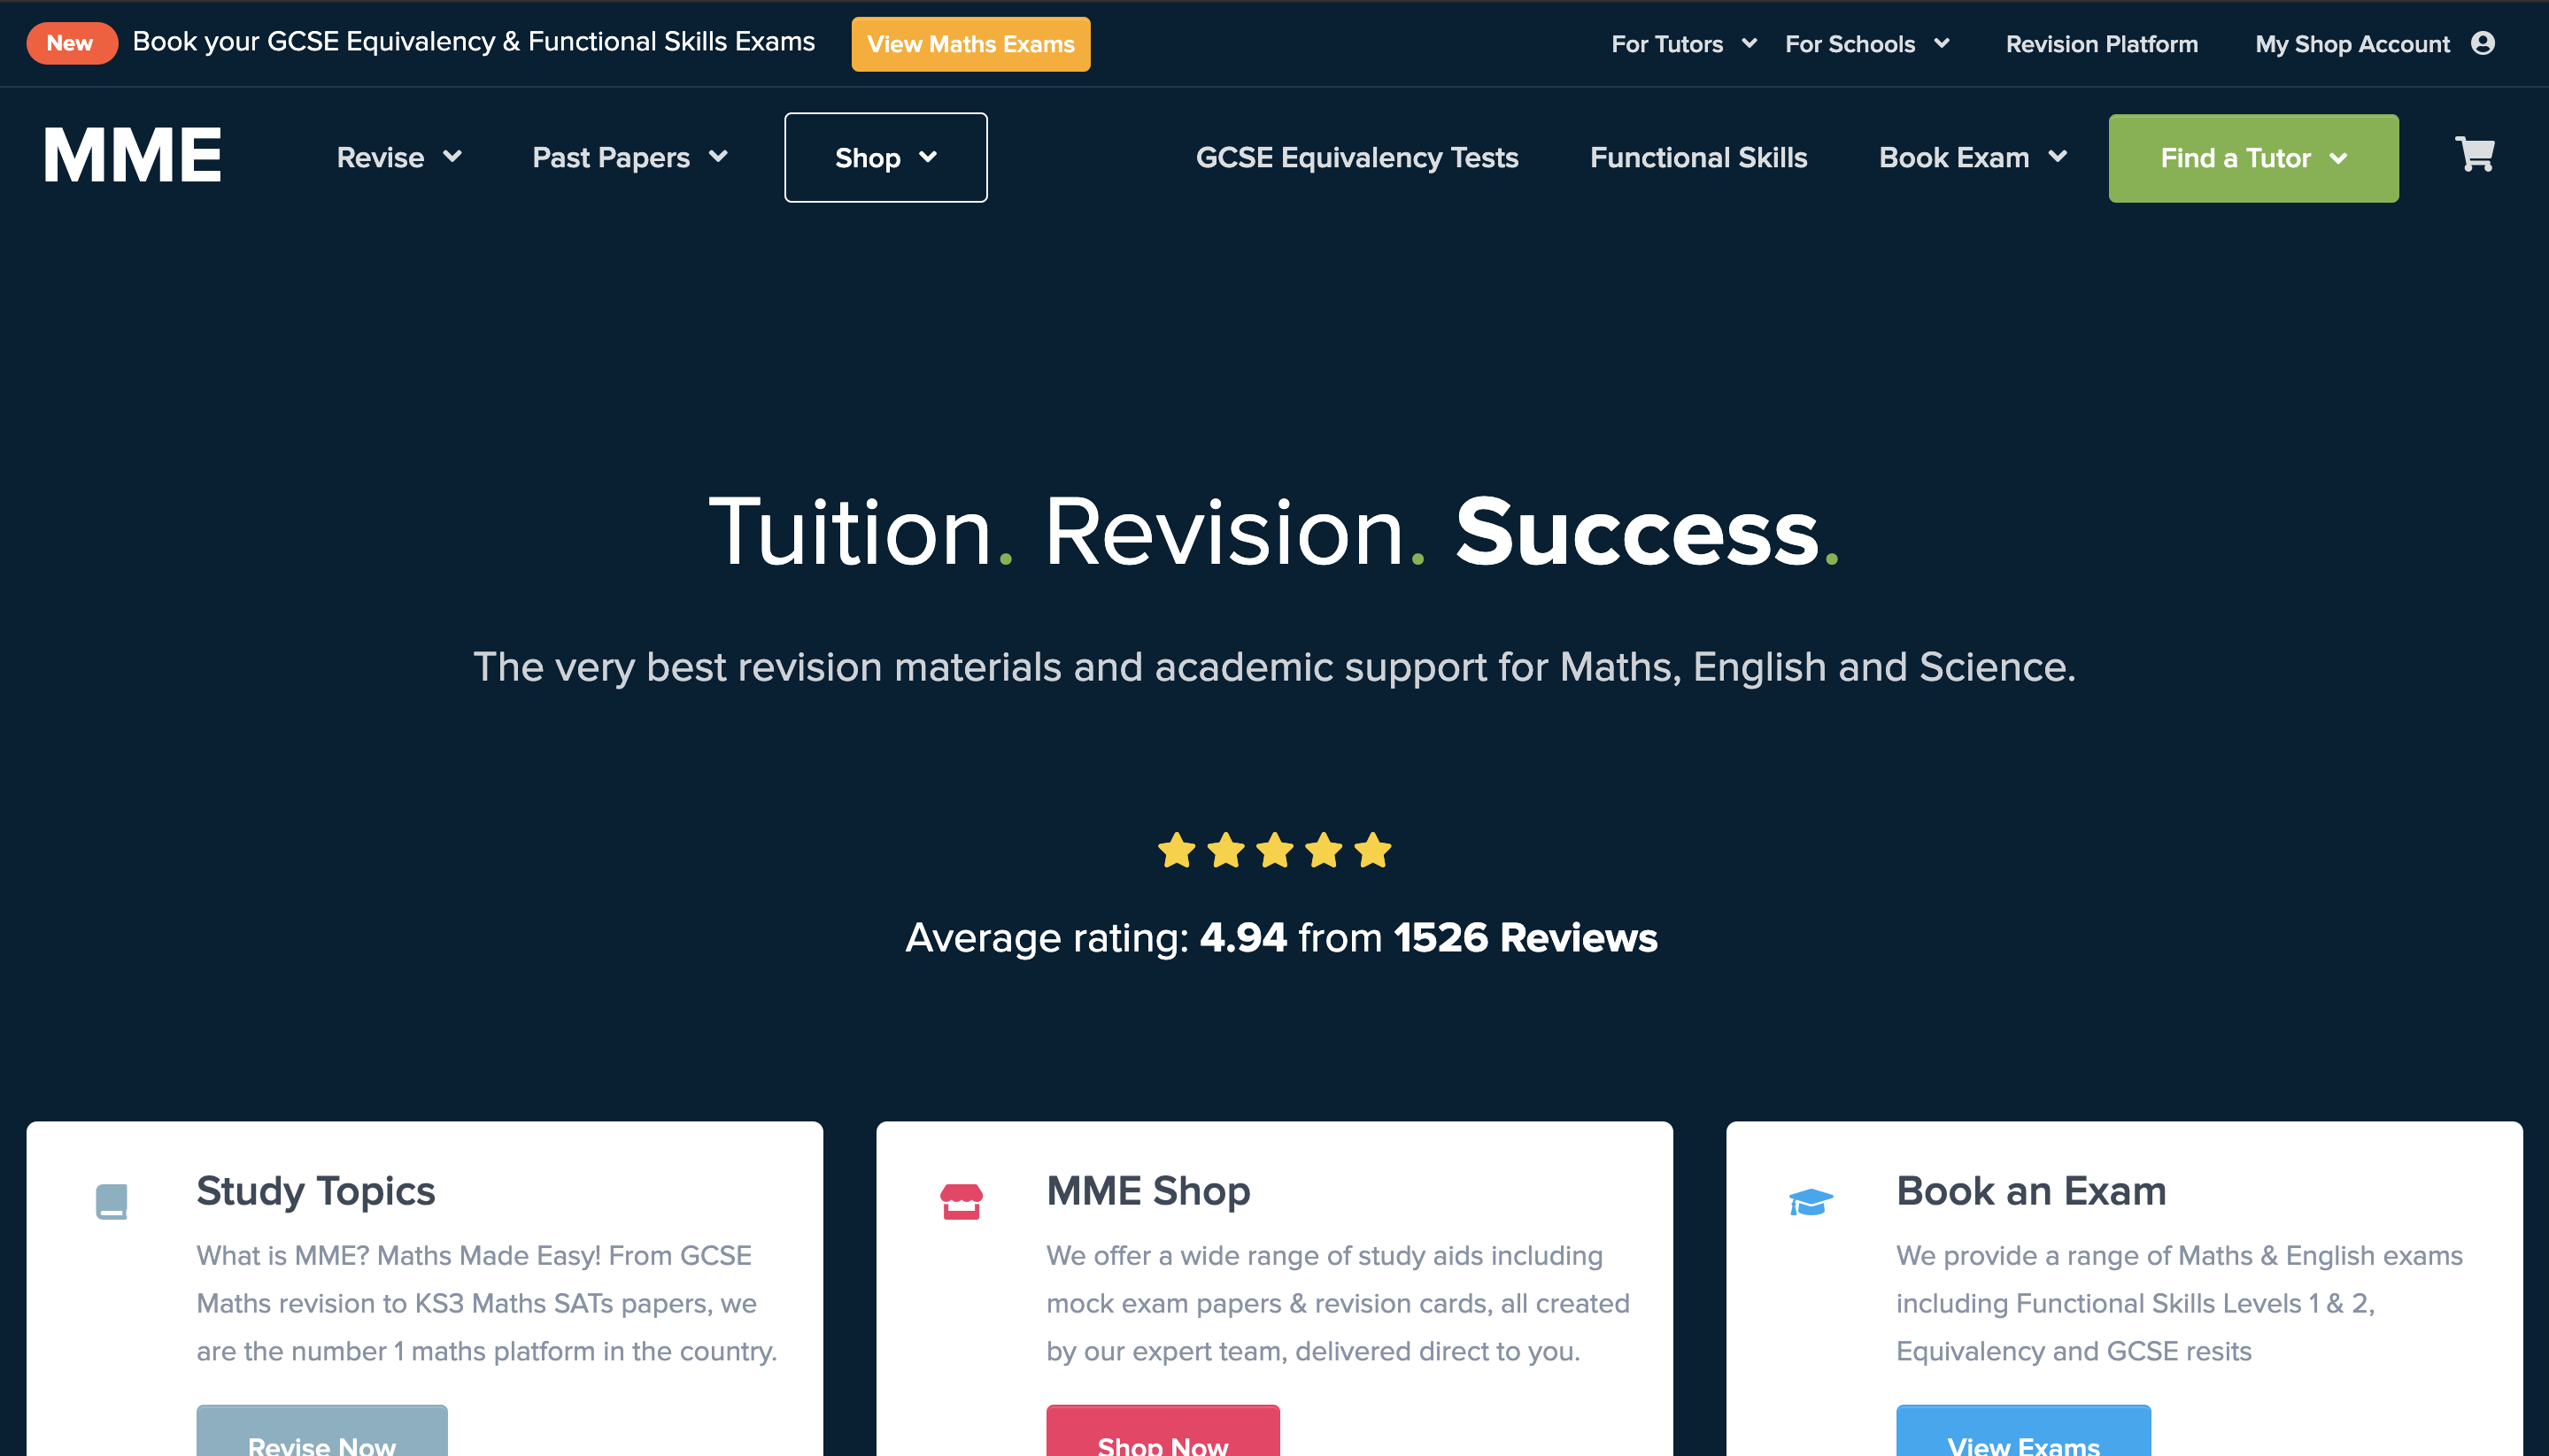 New Book your GCSE Equivalency & Functional Skills Exams View Maths Exams For Tutors For Schools Revision Platform My Shop Account
MME Revise Past Papers Shop GCSE Equivalency Tests Functional Skills Book Exam Find a Tutor
Tuition. Revision. Success.
The very best revision materials and academic support for Maths, English and Science.
Average rating: 4.94 from 1526 Reviews
Study Topics
What is MME? Maths Made Easy! From GCSE
Maths revision to KS3 Maths SATs papers, we
are the number 1 maths platform in the country.
Revise Now
MME Shop
We offer a wide range of study aids including
mock exam papers & revision cards, all created
by our expert team, delivered direct to you.
Shop Now
Book an Exam
We provide a range of Maths & English exams
including Functional Skills Levels 1 & 2,
Equivalency and GCSE resits
View Exams